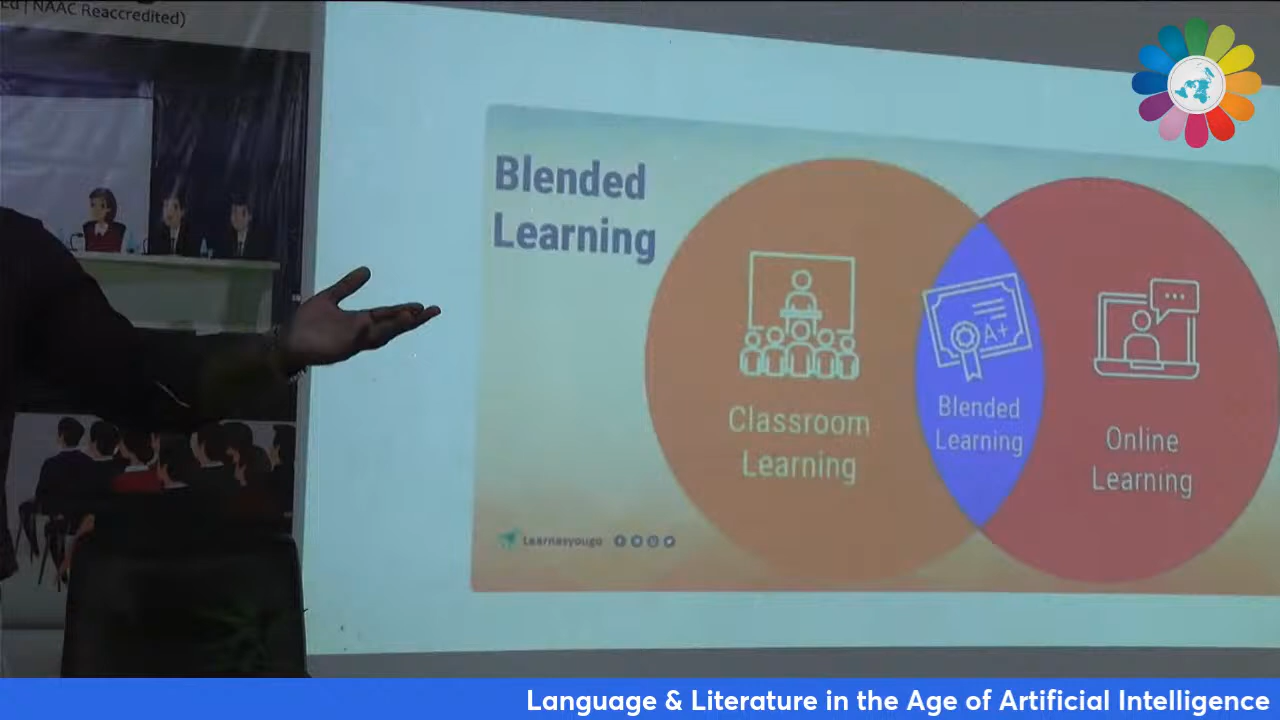 Ed | NAAC Reaccredited)
Blended
Learning
A+
Classroom
Learning
Blended
Learning
Online
Learning
Learnasyougo
Language & Literature in the Age of Artificial Intelligence